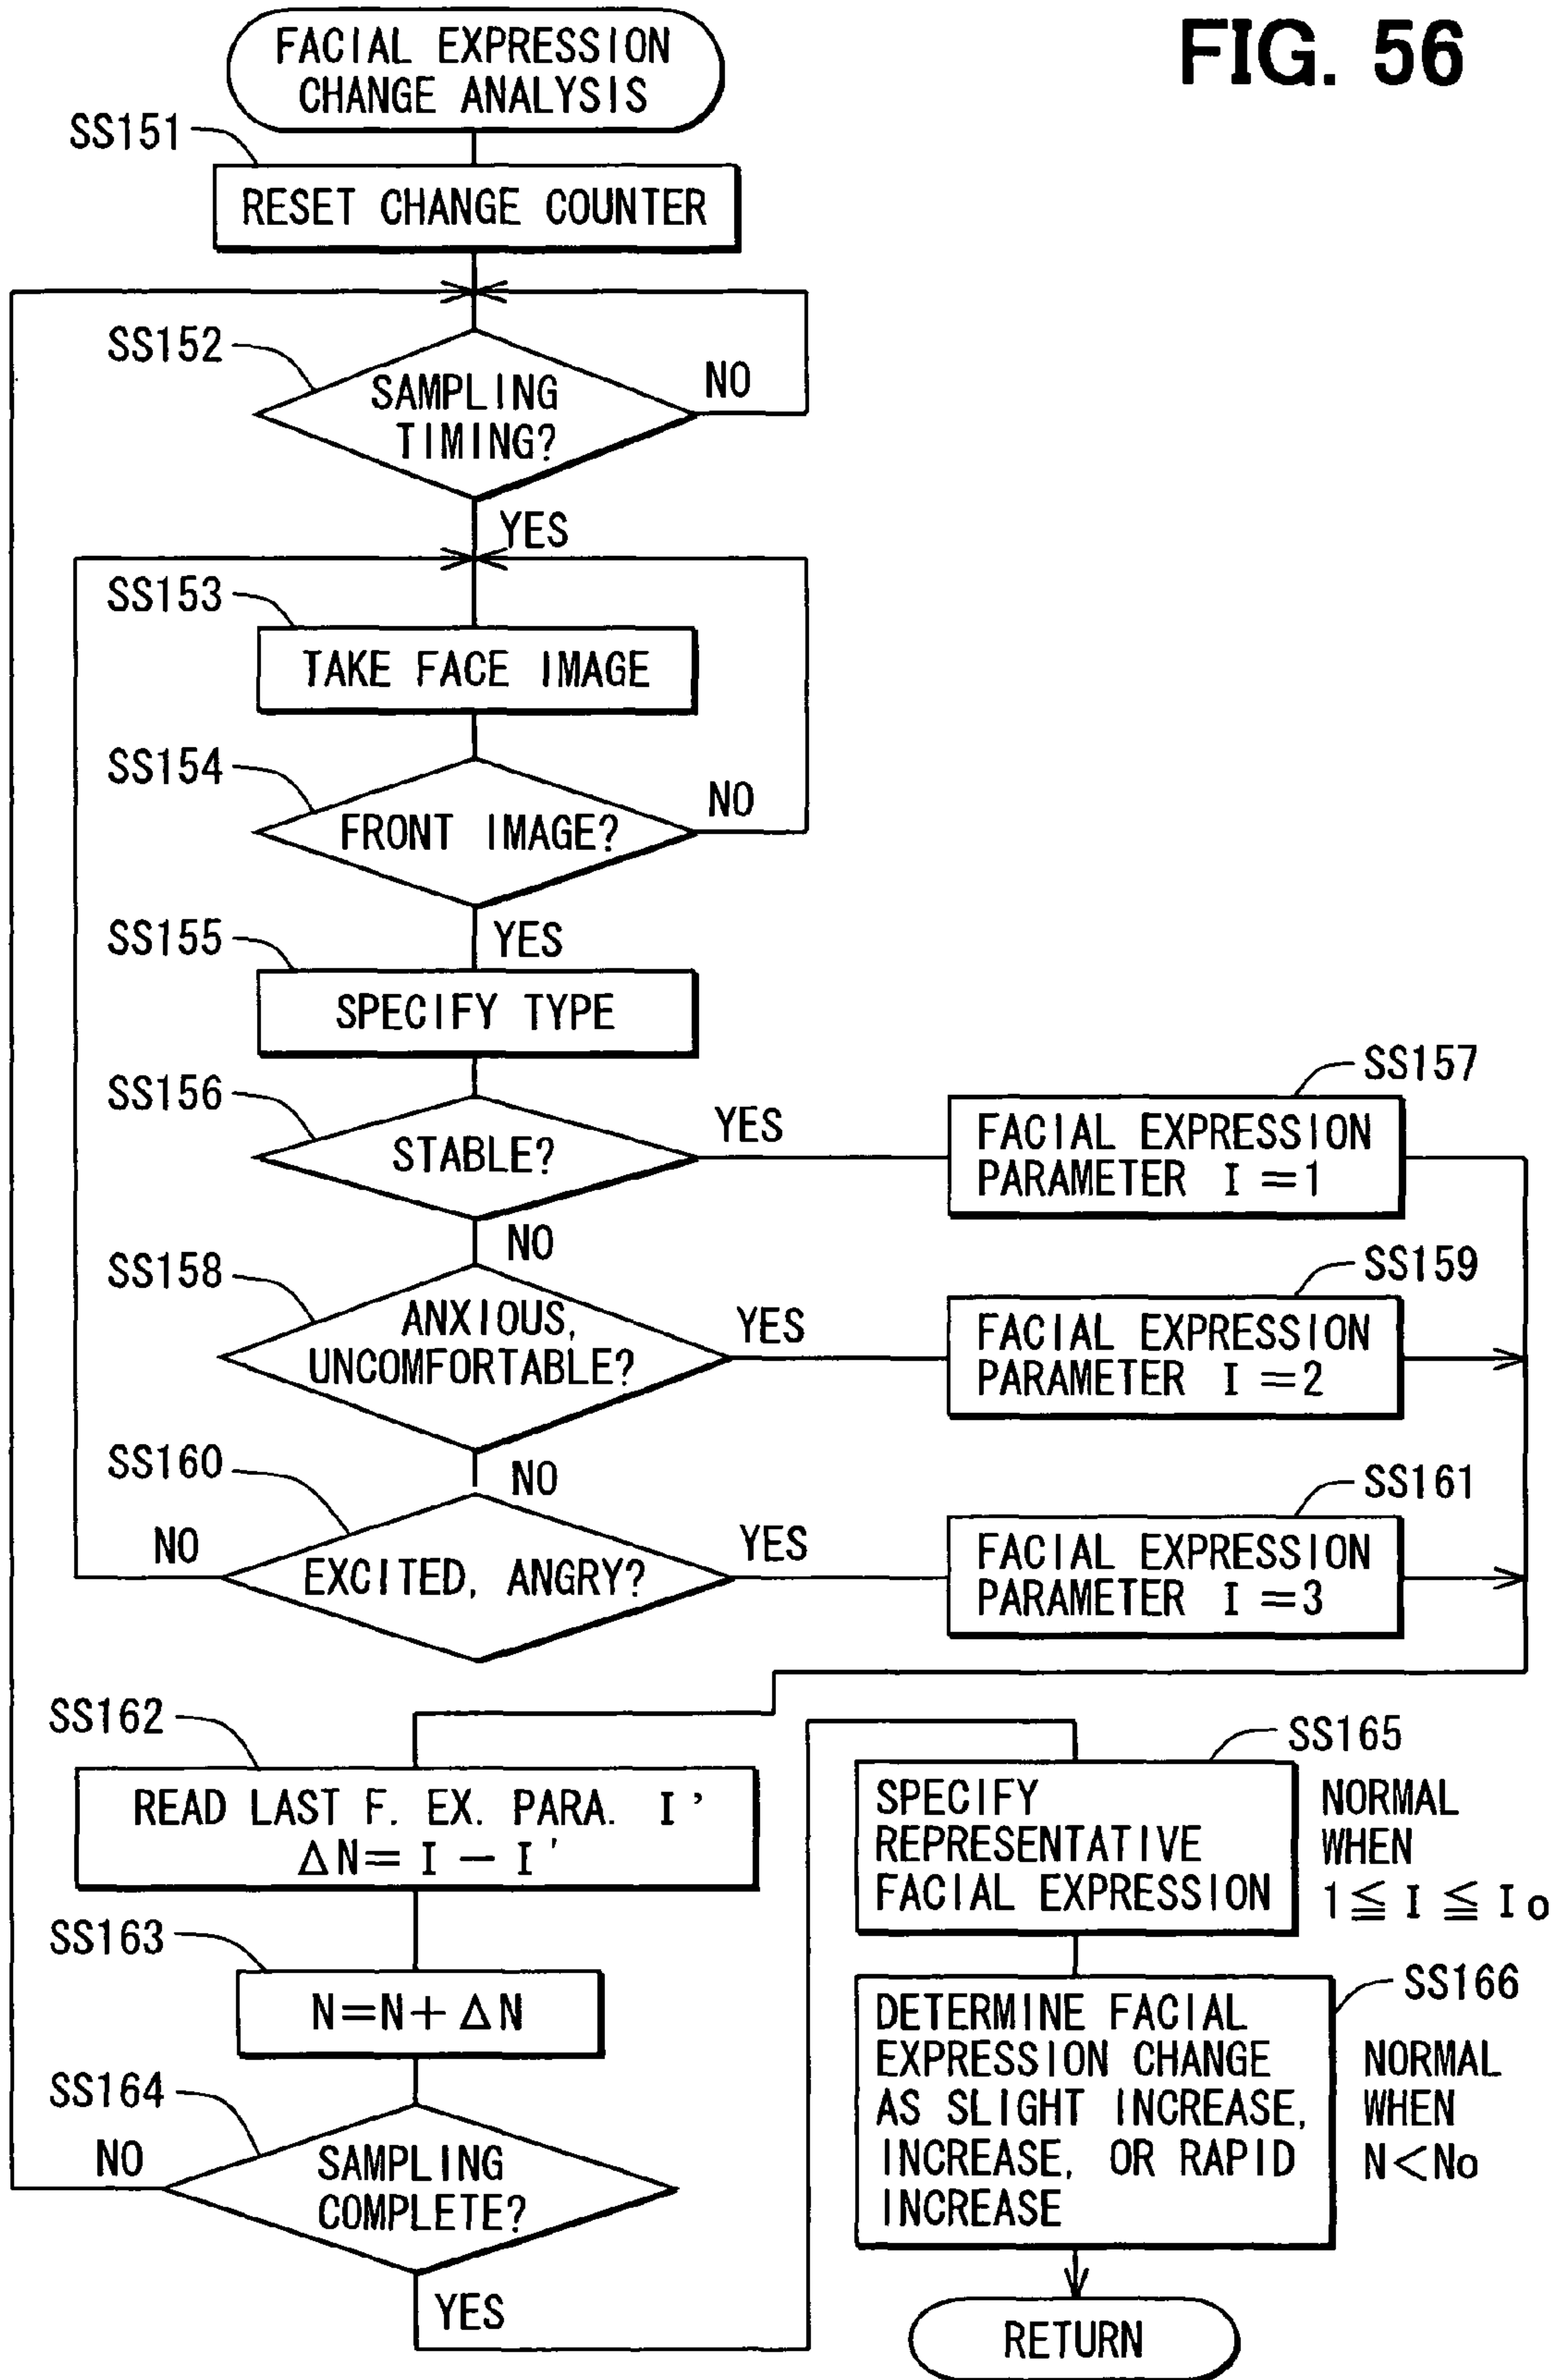 FIG. 56
FACIAL EXPRESSION
CHANGE ANALYSIS
SS151
RESET CHANGE COUNTER
SS152
SAMPLING
TIMING?
NO
YES
SS153
TAKE FACE IMAGE
SS154
FRONT IMAGE?
NO
YES
SS155
SPECIFY TYPE
SS156
STABLE?
YES
SS157
FACIAL EXPRESSION
PARAMETER I =1
NO
SS158
ANXIOUS,
UNCOMFORTABLE?
YES
SS159
FACIAL EXPRESSION
PARAMETER I =2
NO
SS160
EXCITED, ANGRY?
NO
YES
SS161
FACIAL EXPRESSION
PARAMETER I =3
SS162
READ LAST F. EX. PARA. I'
ΔN= I - I'
SS163
N=N+ΔN
SS164
SAMPLING
COMPLETE?
NO
YES
SS165
SPECIFY
REPRESENTATIVE
FACIAL EXPRESSION
NORMAL
WHEN
1≦ I ≦ Io
SS166
DETERMINE FACIAL
EXPRESSION CHANGE
AS SLIGHT INCREASE,
INCREASE, OR RAPID
INCREASE
NORMAL
WHEN
N<No
RETURN